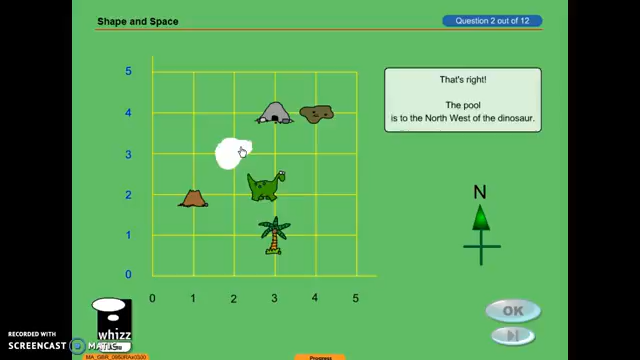 Shape and Space
Question 2 out of 12
5
4
3
2
1
0
0 1 2 3 4 5
That's right!
The pool
is to the North West of the dinosaur.
N
OK
whizz
RECORDED WITH
SCREENCAST MATIC
Progress